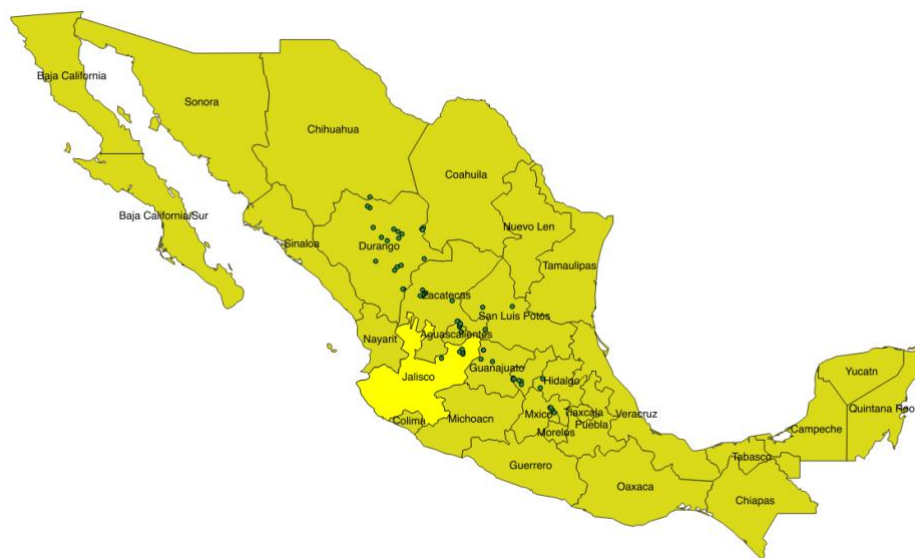 Baja California
Sonora
Chihuahua
Coahuila
Baja California Sur
Nuevo Len
Sinaloa
Durango
Tamaulipas
Zacatecas
San Luis Potos
Nayarit
Aguascalientes
Guanajuato
Hidalgo
Jalisco
Yucatn
Quintana Roo
Mxico
Tlaxcala
Veracruz
Colima
Michoacn
Puebla
Campeche
Morelos
Tabasco
Guerrero
Oaxaca
Chiapas